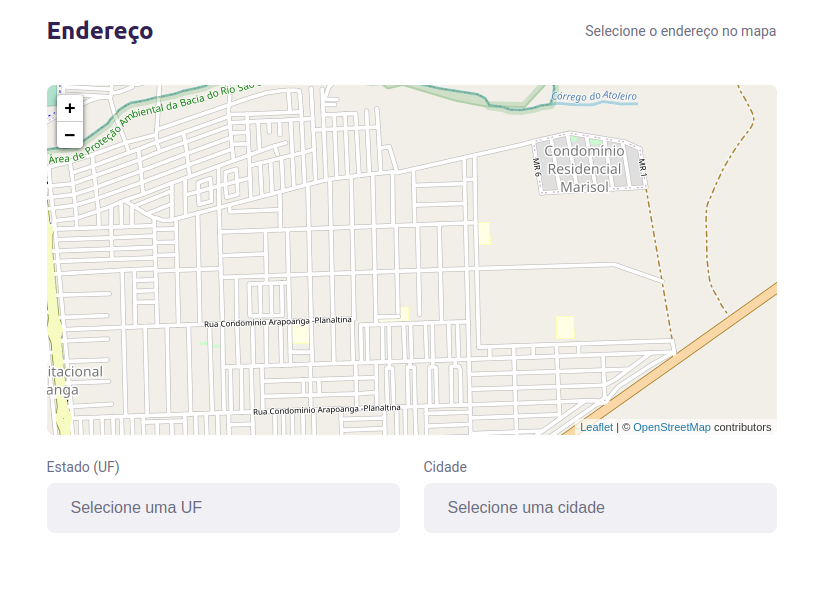 Endereço
Selecione o endereço no mapa
+
−
Área de Proteção Ambiental da Bacia do Rio São
Córrego do Atoleiro
Condomínio
Residencial
Marisol
MR 6
MR 1
Rua Condominio Arapoanga -Planaltina
itacional
anga
Rua Condominio Arapoanga -Planaltina
Leaflet | © OpenStreetMap contributors
Estado (UF)
Cidade
Selecione uma UF
Selecione uma cidade